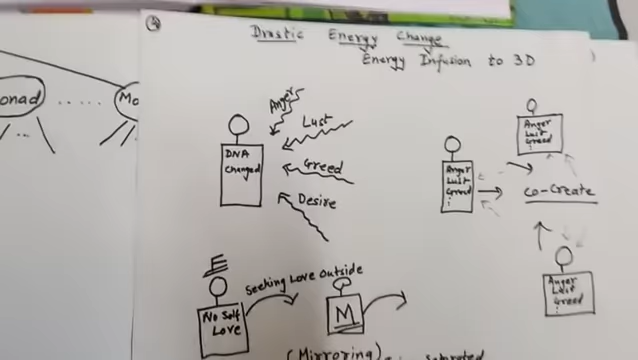 Drastic Energy Change
Energy Infusion to 3D
onad
Mo
Anger
Lust
Greed
Desire
DNA
changed
Anger
Lust
Greed
Anger
Lust
Greed
co-create
Anger
Lust
Greed
E
Seeking Love Outside
No Self
Love
M
(Mirroring)